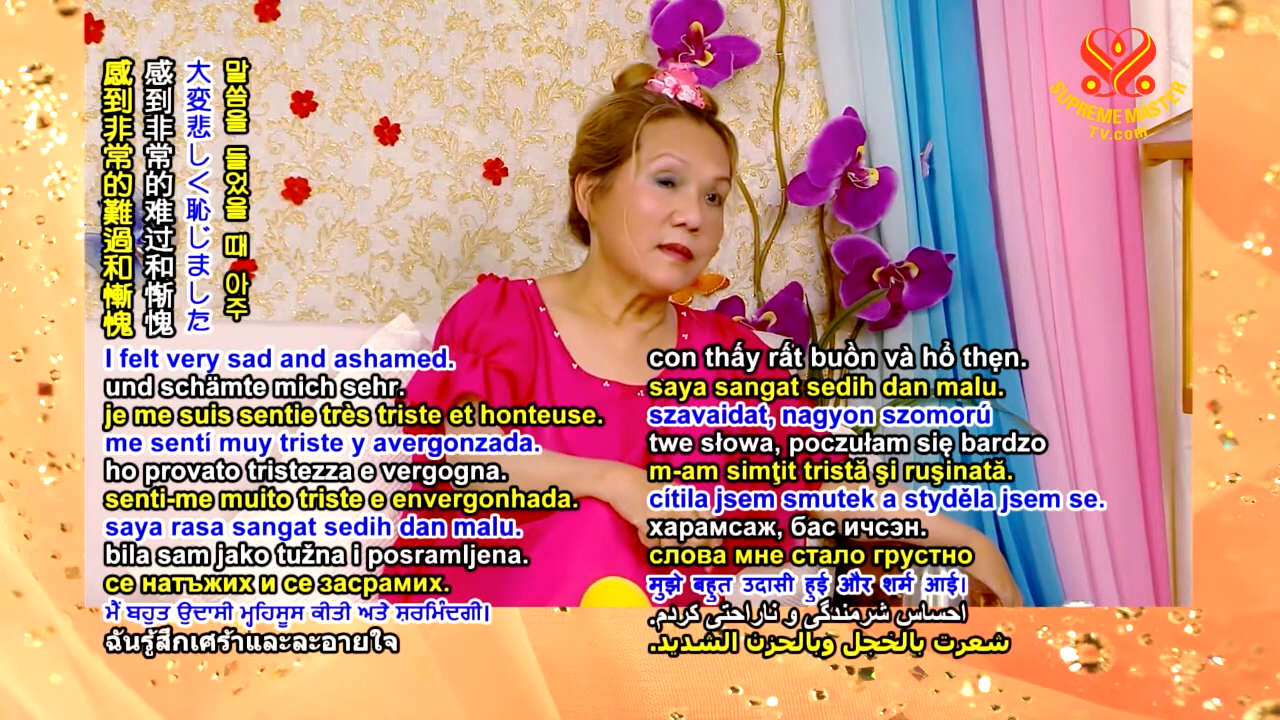 感到非常的難過和慚愧
感到非常的难过和惭愧
大変悲しく恥じました
말씀을 들었을 때 아주
I felt very sad and ashamed.
und schämte mich sehr.
je me suis sentie très triste et honteuse.
me sentí muy triste y avergonzada.
ho provato tristezza e vergogna.
senti-me muito triste e envergonhada.
saya rasa sangat sedih dan malu.
bila sam jako tužna i posramljena.
се натъжих и се засрамих.
ਮੈਂ ਬਹੁਤ ਉਦਾਸੀ ਮੂਹਿਸੂਸ ਕੀਤੀ ਅਤੇ ਸ਼ਰਮਿੰਦਗੀ।
ฉันรู้สึกเศร้าและละอายใจ
con thấy rất buồn và hổ thẹn.
saya sangat sedih dan malu.
szavaidat, nagyon szomorú
twe słowa, poczułam się bardzo
m-am simţit tristă şi ruşinată.
cítila jsem smutek a styděla jsem se.
харамсаж, бас ичсэн.
слова мне стало грустно
मुझे बहुत उदासी हुई और शर्म आई।
احساس شرمندگی و ناراحتی کردم.
شعرت بالخجل وبالحزن الشديد.
SUPREME MASTER
TV.COM